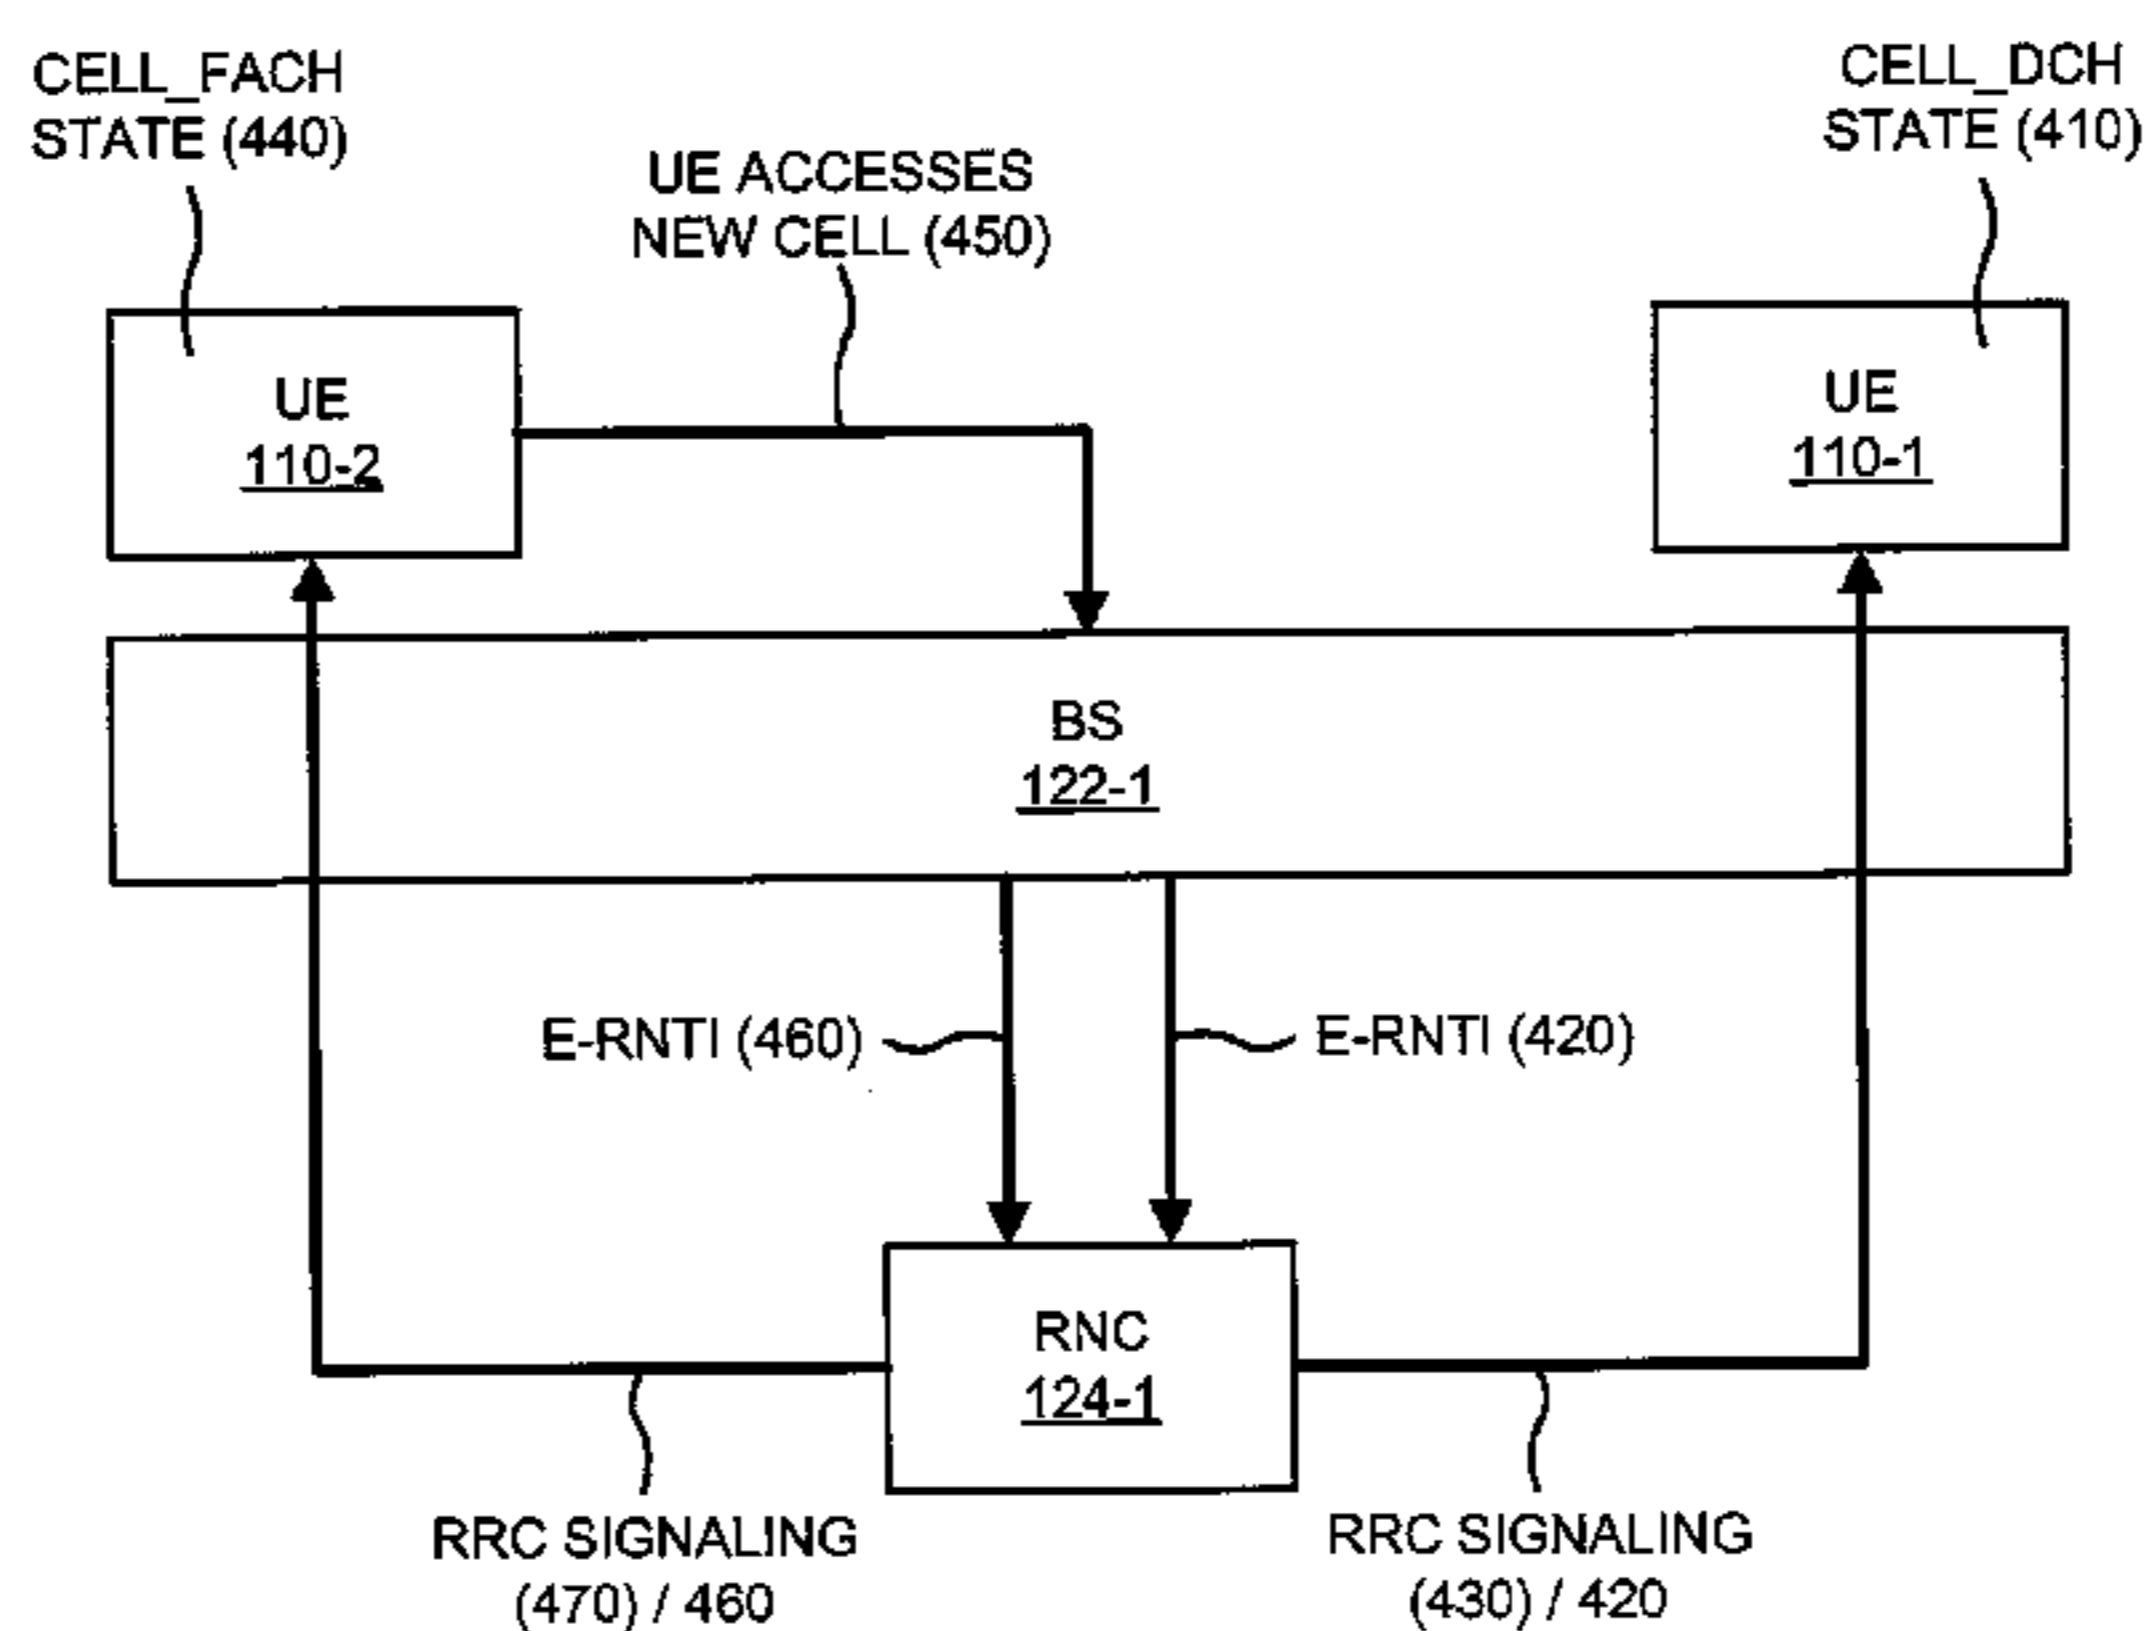 CELL_FACH
STATE (440)
UE ACCESSES
NEW CELL (450)
CELL_DCH
STATE (410)
UE
110-2
UE
110-1
BS
122-1
E-RNTI (460)
E-RNTI (420)
RNC
124-1
RRC SIGNALING
(470) / 460
RRC SIGNALING
(430) / 420